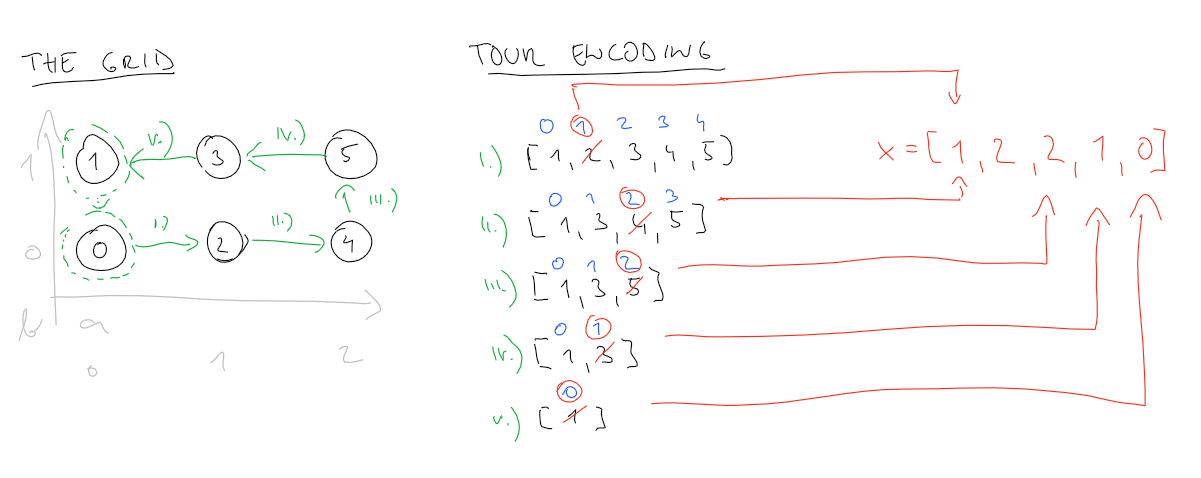 THE GRID
TOUR ENCODING
1 v.) 3 iv.) 5
iii.)
0 i.) 2 ii.) 4
1
0
b a
0 1 2
0 1 2 3 4
i.) [1, 2, 3, 4, 5]
0 1 2 3
ii.) [1, 3, 4, 5]
0 1 2
iii.) [1, 3, 5]
0 1
iv.) [1, 3]
0
v.) [1]
x = [1, 2, 2, 1, 0]